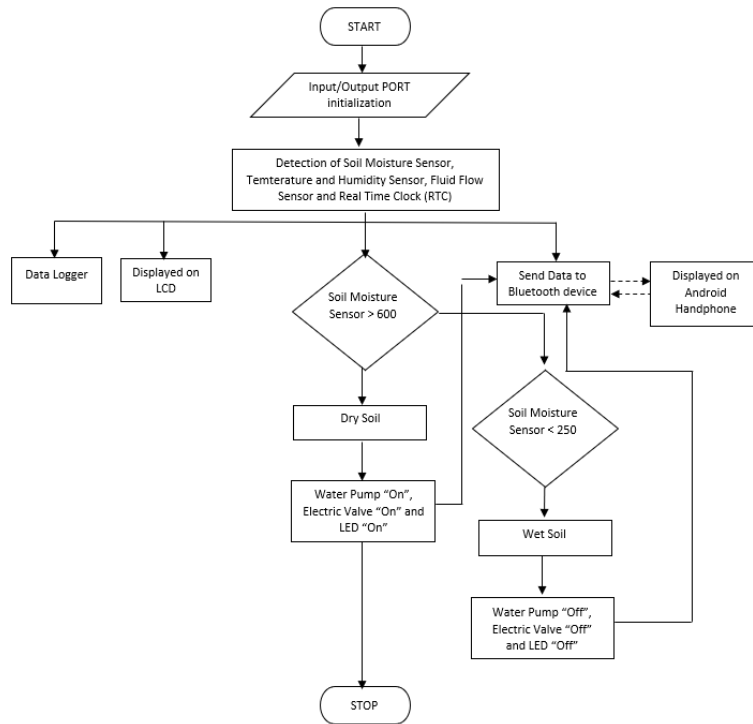 START
Input/Output PORT
initialization
Detection of Soil Moisture Sensor,
Temterature and Humidity Sensor, Fluid Flow
Sensor and Real Time Clock (RTC)
Data Logger
Displayed on
LCD
Soil Moisture
Sensor > 600
Send Data to
Bluetooth device
Displayed on
Android
Handphone
Soil Moisture
Sensor < 250
Dry Soil
Water Pump “On”,
Electric Valve “On” and
LED “On”
Wet Soil
Water Pump “Off”,
Electric Valve “Off”
and LED “Off”
STOP